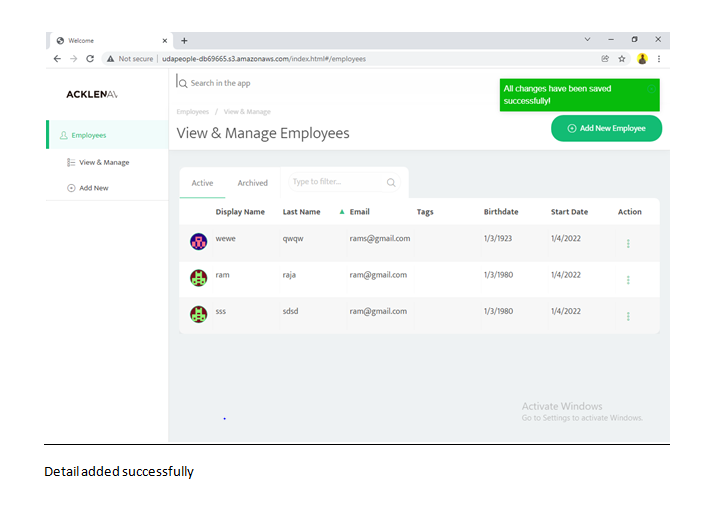 Welcome
Not secure | udapeople-db69665.s3.amazonaws.com/index.html#/employees
ACKLENAV
Search in the app
All changes have been saved
successfully!
Employees / View & Manage
View & Manage Employees
Add New Employee
Employees
View & Manage
Add New
Active Archived Type to filter...
Display Name Last Name Email Tags Birthdate Start Date Action
wewe qwqw rams@gmail.com 1/3/1923 1/4/2022
ram raja ram@gmail.com 1/3/1980 1/4/2022
sss sdsd ram@gmail.com 1/3/1980 1/4/2022
Activate Windows
Go to Settings to activate Windows.
Detail added successfully